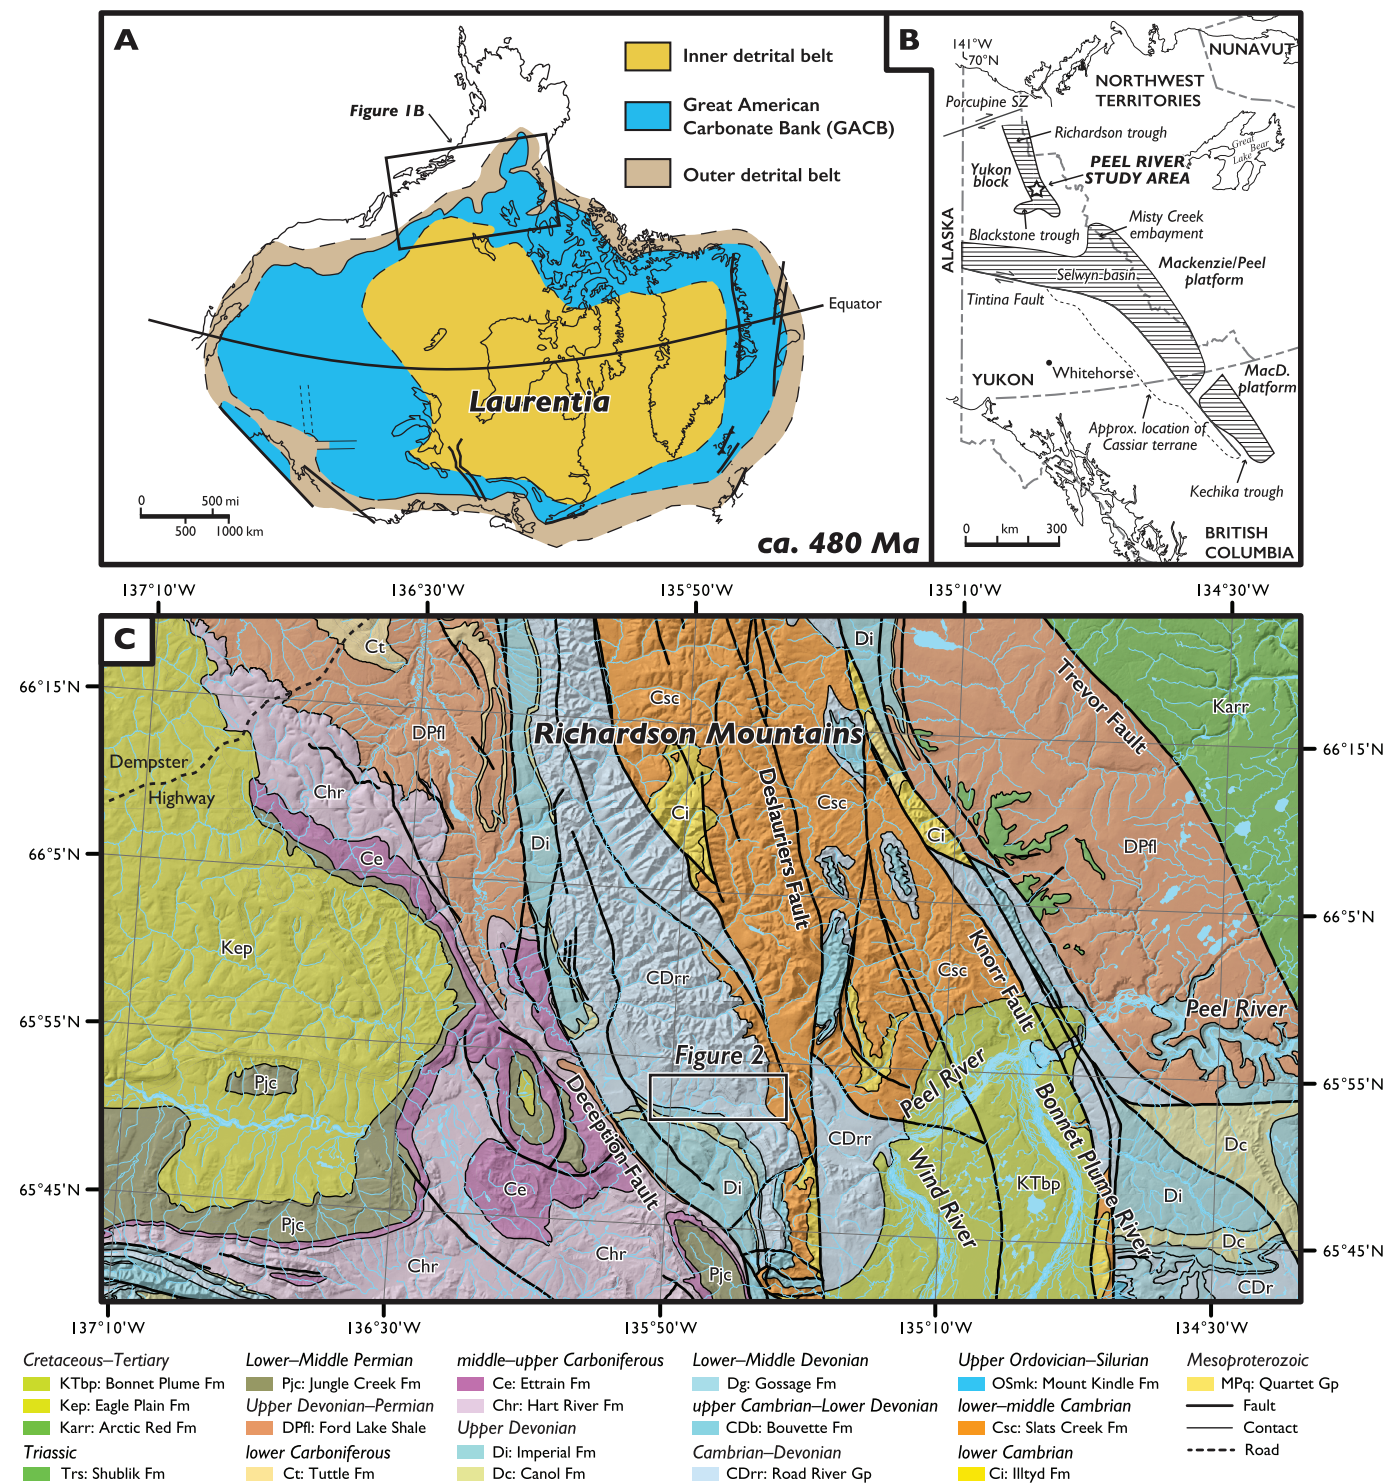 A
Inner detrital belt
Great American
Carbonate Bank (GACB)
Outer detrital belt
Figure 1B
Equator
Laurentia
0 500 mi
500 1000 km
ca. 480 Ma
B
141°W
70°N
NUNAVUT
NORTHWEST
TERRITORIES
Porcupine SZ
Richardson trough
Great
Bear
Lake
PEEL RIVER
STUDY AREA
Yukon
block
Misty Creek
embayment
Blackstone trough
ALASKA
Mackenzie/Peel
platform
Selwyn basin
Tintina Fault
Whitehorse
YUKON
MacD.
platform
Approx. location of
Cassiar terrane
Kechika trough
0 km 300
BRITISH
COLUMBIA
137°10'W 136°30'W 135°50'W 135°10'W 134°30'W
C
Ct
Di
66°15'N
Csc
Trevor Fault
Karr
DPfl
Richardson Mountains
66°15'N
Dempster
Highway
Chr
Deslauriers Fault
Csc
Ci
Ci
Di
DPfl
66°5'N
Ce
66°5'N
Kep
CDrr
Knorr Fault
Csc
Peel River
65°55'N
Figure 2
Pjc
Deception Fault
Peel River
65°55'N
Bonnet Plume River
CDrr
Dc
Wind River
65°45'N
Ce
Di
KTbp
Di
Pjc
Dc
65°45'N
Chr
Chr
Pjc
CDr
137°10'W 136°30'W 135°50'W 135°10'W 134°30'W
Cretaceous–Tertiary
KTbp: Bonnet Plume Fm
Kep: Eagle Plain Fm
Karr: Arctic Red Fm
Triassic
Trs: Shublik Fm
Lower–Middle Permian
Pjc: Jungle Creek Fm
Upper Devonian–Permian
DPfl: Ford Lake Shale
lower Carboniferous
Ct: Tuttle Fm
middle–upper Carboniferous
Ce: Ettrain Fm
Chr: Hart River Fm
Upper Devonian
Di: Imperial Fm
Dc: Canol Fm
Lower–Middle Devonian
Dg: Gossage Fm
upper Cambrian–Lower Devonian
CDb: Bouvette Fm
Cambrian–Devonian
CDrr: Road River Gp
Upper Ordovician–Silurian
OSmk: Mount Kindle Fm
lower–middle Cambrian
Csc: Slats Creek Fm
lower Cambrian
Ci: Illtyd Fm
Mesoproterozoic
MPq: Quartet Gp
Fault
Contact
Road